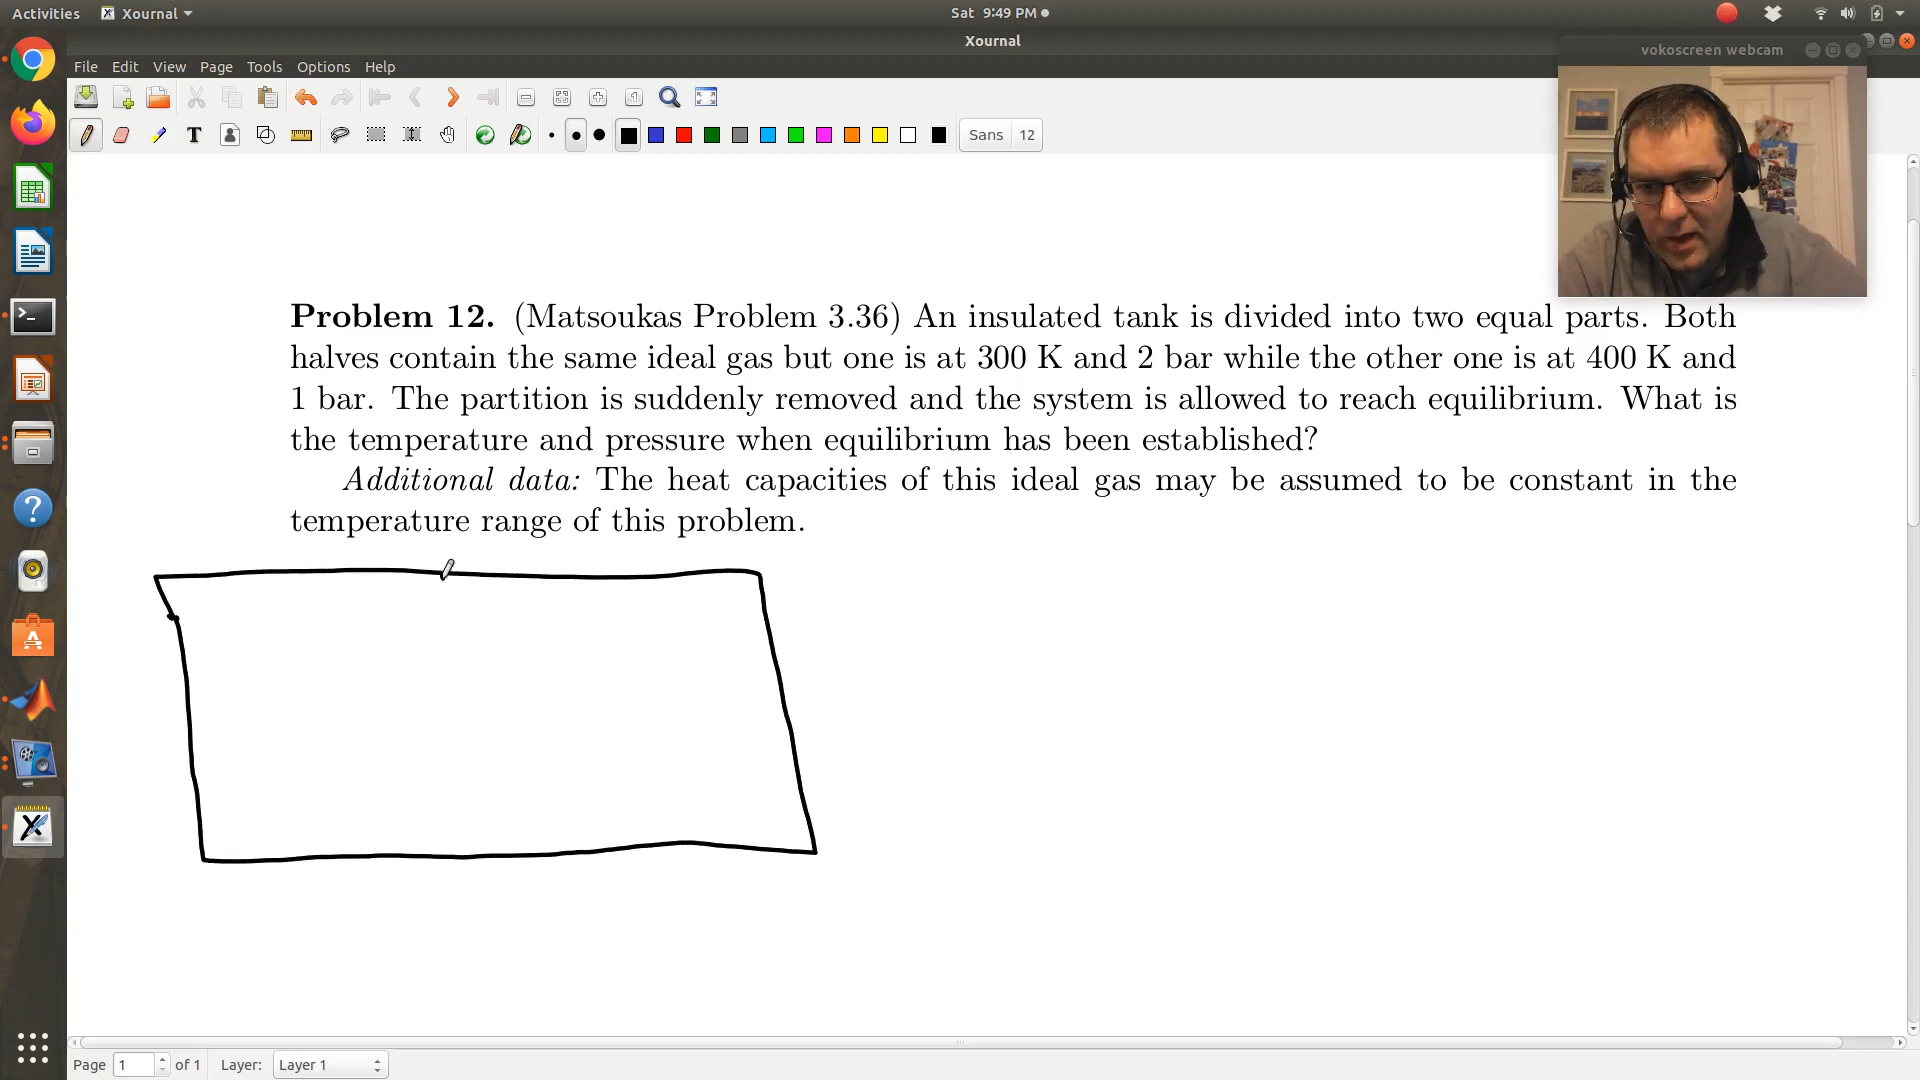 Activities Xournal Sat 9:49 PM
Xournal
vokoscreen webcam
File Edit View Page Tools Options Help
T Sans 12
Problem 12. (Matsoukas Problem 3.36) An insulated tank is divided into two equal parts. Both
halves contain the same ideal gas but one is at 300 K and 2 bar while the other one is at 400 K and
1 bar. The partition is suddenly removed and the system is allowed to reach equilibrium. What is
the temperature and pressure when equilibrium has been established?
Additional data: The heat capacities of this ideal gas may be assumed to be constant in the
temperature range of this problem.
Page 1 of 1 Layer: Layer 1